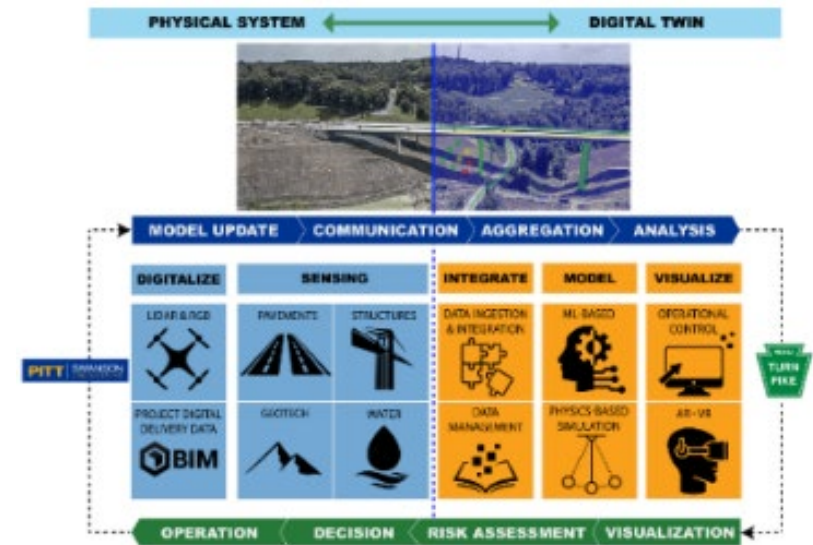 PHYSICAL SYSTEM
DIGITAL TWIN
MODEL UPDATE
COMMUNICATION
AGGREGATION
ANALYSIS
DIGITALIZE
SENSING
INTEGRATE
MODEL
VISUALIZE
LIDAR & RGB
PAVEMENTS
STRUCTURES
DATA INGESTION
& INTEGRATION
ML-BASED
OPERATIONAL
CONTROL
PITT
SWANSON
TURN
PIKE
PROJECT DIGITAL
DELIVERY DATA
BIM
GEOTECH
WATER
DATA
MANAGEMENT
PHYSICS-BASED
SIMULATION
AR - VR
OPERATION
DECISION
RISK ASSESSMENT
VISUALIZATION